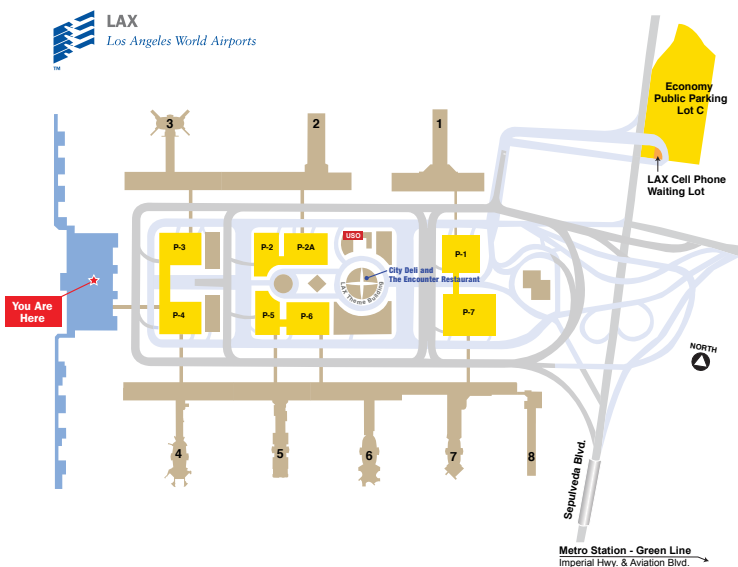 LAX
Los Angeles World Airports
TM
Economy
Public Parking
Lot C
3
2
1
LAX Cell Phone
Waiting Lot
USO
P-3
P-2
P-2A
P-1
City Deli and
The Encounter Restaurant
LAX Theme Building
You Are
Here
P-4
P-5
P-6
P-7
NORTH
4
5
6
7
8
Sepulveda Blvd.
Metro Station - Green Line
Imperial Hwy. & Aviation Blvd.